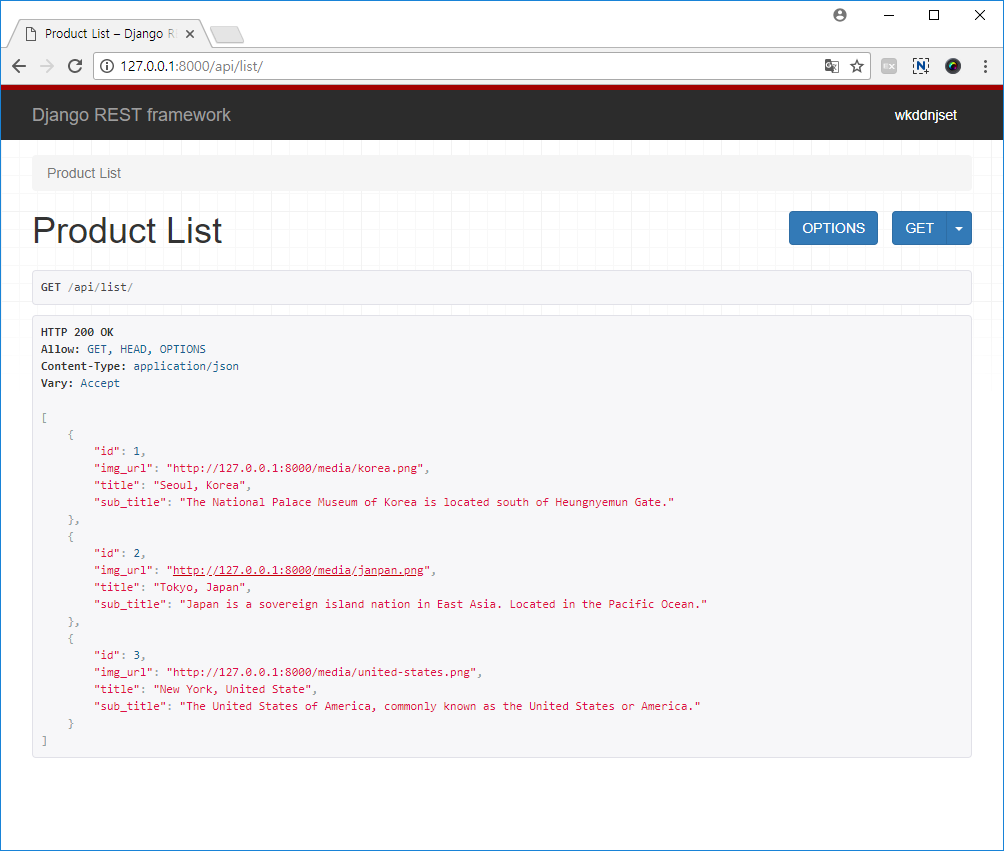 Product List – Django R
127.0.0.1:8000/api/list/
Django REST framework
wkddnjset
Product List
Product List
OPTIONS
GET
GET /api/list/
HTTP 200 OK
Allow: GET, HEAD, OPTIONS
Content-Type: application/json
Vary: Accept
[
    {
        "id": 1,
        "img_url": "http://127.0.0.1:8000/media/korea.png",
        "title": "Seoul, Korea",
        "sub_title": "The National Palace Museum of Korea is located south of Heungnyemun Gate."
    },
    {
        "id": 2,
        "img_url": "http://127.0.0.1:8000/media/janpan.png",
        "title": "Tokyo, Japan",
        "sub_title": "Japan is a sovereign island nation in East Asia. Located in the Pacific Ocean."
    },
    {
        "id": 3,
        "img_url": "http://127.0.0.1:8000/media/united-states.png",
        "title": "New York, United State",
        "sub_title": "The United States of America, commonly known as the United States or America."
    }
]